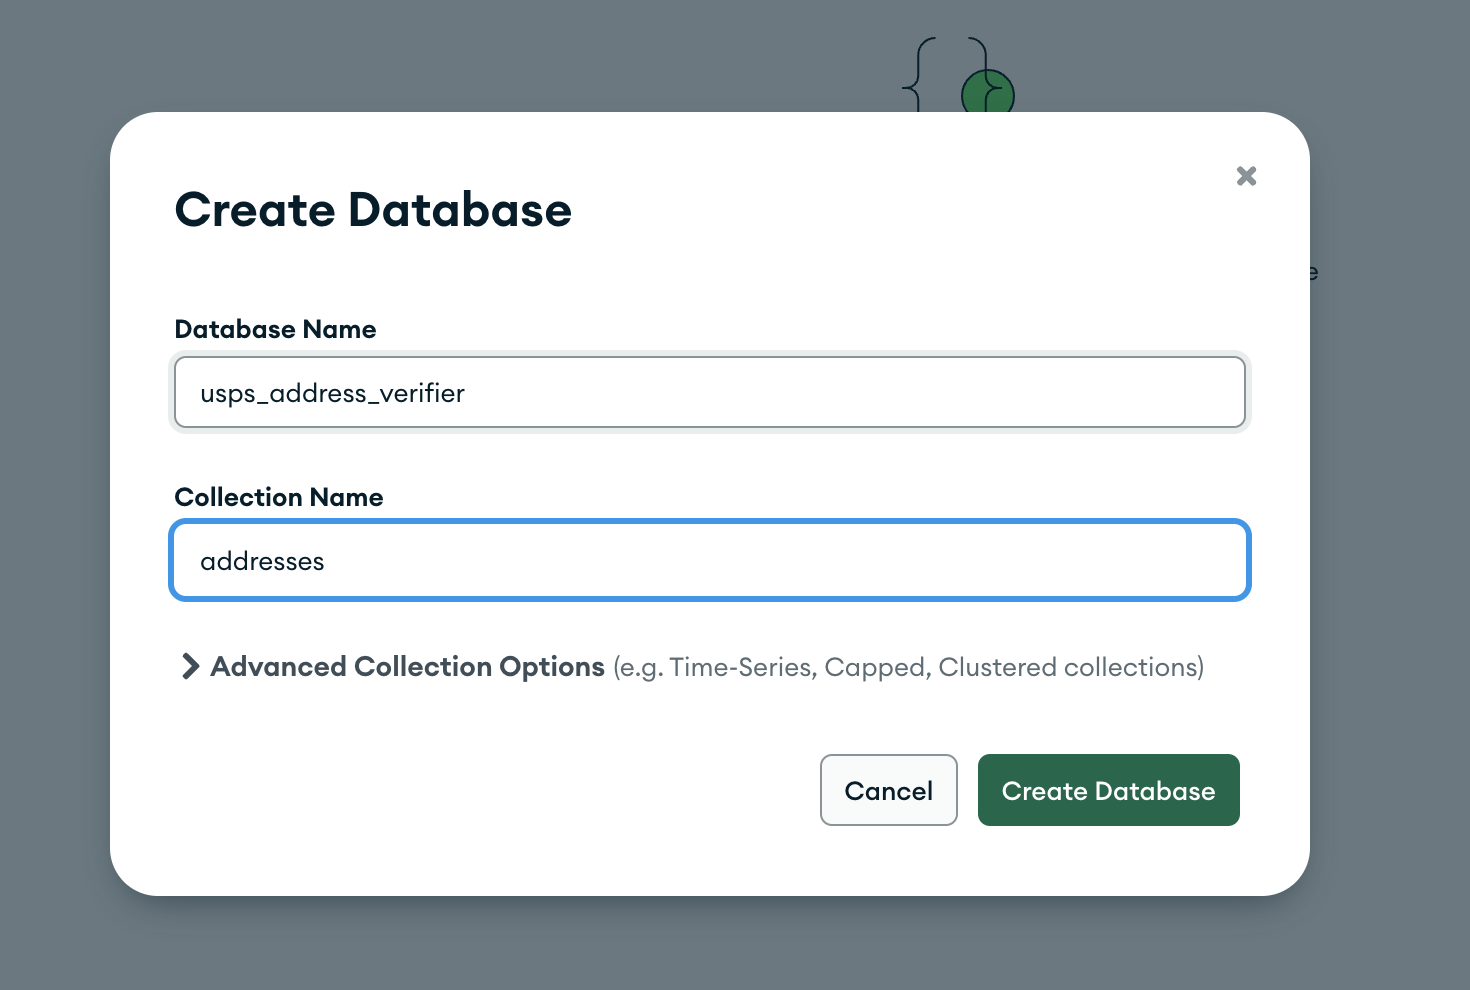 Create Database
Database Name
usps_address_verifier
Collection Name
addresses
Advanced Collection Options (e.g. Time-Series, Capped, Clustered collections)
Cancel Create Database